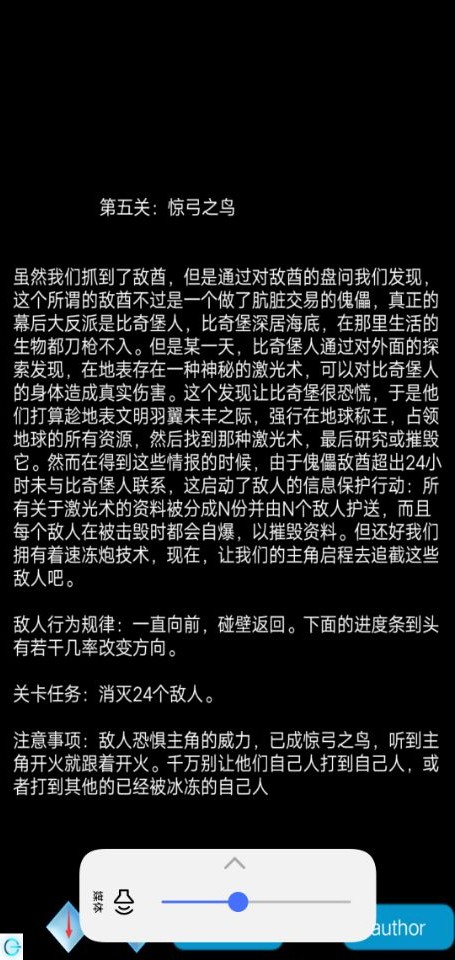 第五关：惊弓之鸟
虽然我们抓到了敌酋，但是通过对敌酋的盘问我们发现，
这个所谓的敌酋不过是一个做了肮脏交易的傀儡，真正的
幕后大反派是比奇堡人，比奇堡深居海底，在那里生活的
生物都刀枪不入。但是某一天，比奇堡人通过对外面的探
索发现，在地表存在一种神秘的激光术，可以对比奇堡人
的身体造成真实伤害。这个发现让比奇堡很恐慌，于是他
们打算趁地表文明羽翼未丰之际，强行在地球称王，占领
地球的所有资源，然后找到那种激光术，最后研究或摧毁
它。然而在得到这些情报的时候，由于傀儡敌酋超出24小
时未与比奇堡人联系，这启动了敌人的信息保护行动：所
有关于激光术的资料被分成N份并由N个敌人护送，而且
每个敌人在被击毁时都会自爆，以摧毁资料。但还好我们
拥有着速冻炮技术，现在，让我们的主角启程去追截这些
敌人吧。
敌人行为规律：一直向前，碰壁返回。下面的进度条到头
有若干几率改变方向。
关卡任务：消灭24个敌人。
注意事项：敌人恐惧主角的威力，已成惊弓之鸟，听到主
角开火就跟着开火。千万别让他们自己人打到自己人，或
者打到其他的已经被冰冻的自己人
媒体
author